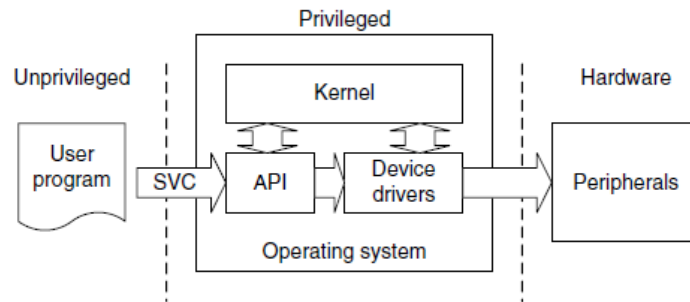 Privileged
Unprivileged
Hardware
Kernel
User
program
SVC
API
Device
drivers
Peripherals
Operating system